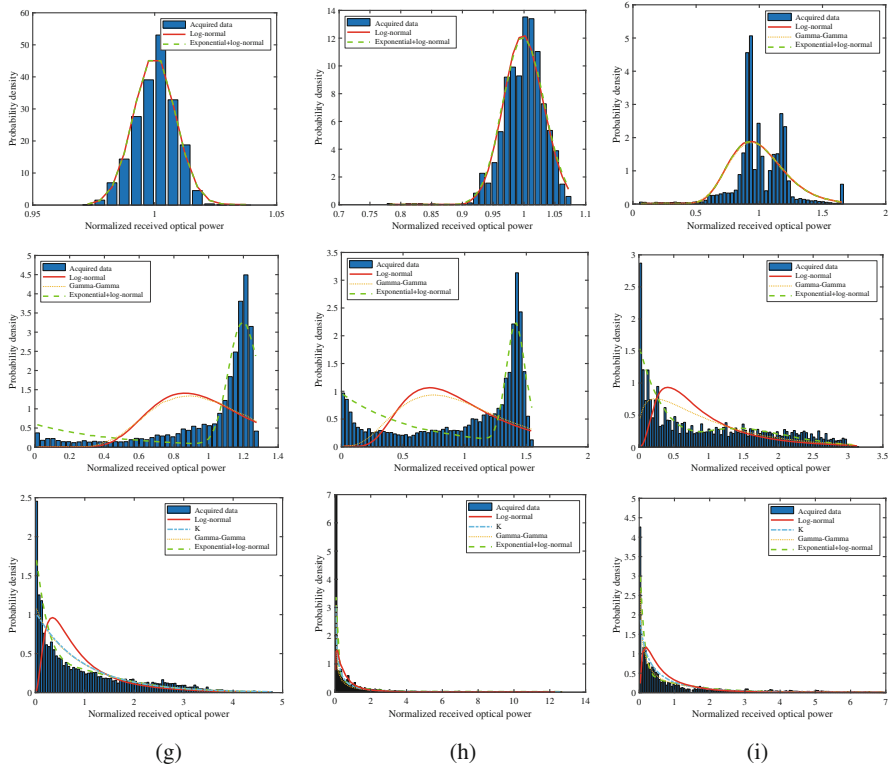 60
50
40
30
20
10
0
Probability density
Acquired data
Log-normal
Exponential+log-normal
0.95
1
1.05
Normalized received optical power
14
12
10
8
6
4
2
0
Probability density
Acquired data
Log-normal
Exponential+log-normal
0.7
0.75
0.8
0.85
0.9
0.95
1
1.05
1.1
Normalized received optical power
6
5
4
3
2
1
0
Probability density
Acquired data
Log-normal
Gamma-Gamma
Exponential+log-normal
0
0.5
1
1.5
2
Normalized received optical power
5
4.5
4
3.5
3
2.5
2
1.5
1
0.5
0
Probability density
Acquired data
Log-normal
Gamma-Gamma
Exponential+log-normal
0
0.2
0.4
0.6
0.8
1
1.2
1.4
Normalized received optical power
3.5
3
2.5
2
1.5
1
0.5
0
Probability density
Acquired data
Log-normal
Gamma-Gamma
Exponential+log-normal
0
0.5
1
1.5
2
Normalized received optical power
3
2.5
2
1.5
1
0.5
0
Probability density
Acquired data
Log-normal
Gamma-Gamma
Exponential+log-normal
0
0.5
1
1.5
2
2.5
3
3.5
Normalized received optical power
2.5
2
1.5
1
0.5
0
Probability density
Acquired data
Log-normal
K
Gamma-Gamma
Exponential+log-normal
0
1
2
3
4
5
Normalized received optical power
(g)
7
6
5
4
3
2
1
0
Probability density
Acquired data
Log-normal
K
Gamma-Gamma
Exponential+log-normal
0
2
4
6
8
10
12
14
Normalized received optical power
(h)
5
4.5
4
3.5
3
2.5
2
1.5
1
0.5
0
Probability density
Acquired data
Log-normal
K
Gamma-Gamma
Exponential+log-normal
0
1
2
3
4
5
6
7
Normalized received optical power
(i)